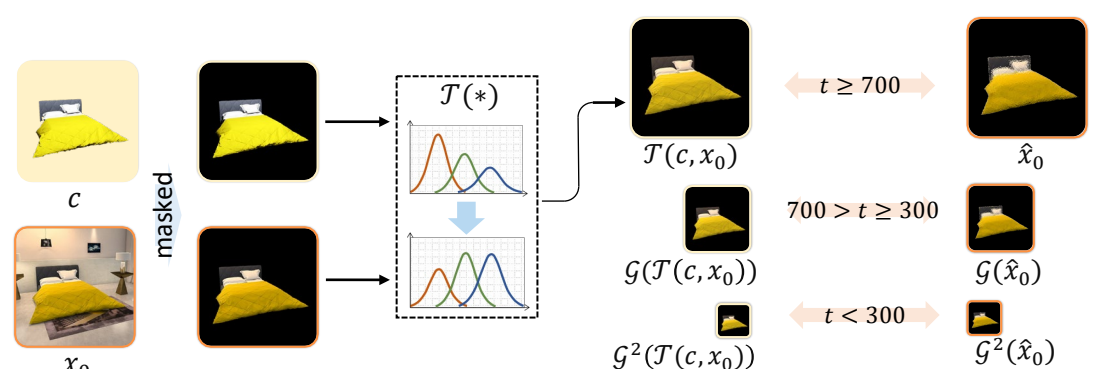 c
masked
x₀
𝒯(∗)
𝒯(c, x₀)
t ≥ 700
x̂₀
𝒢(𝒯(c, x₀))
700 > t ≥ 300
𝒢(x̂₀)
𝒢²(𝒯(c, x₀))
t < 300
𝒢²(x̂₀)